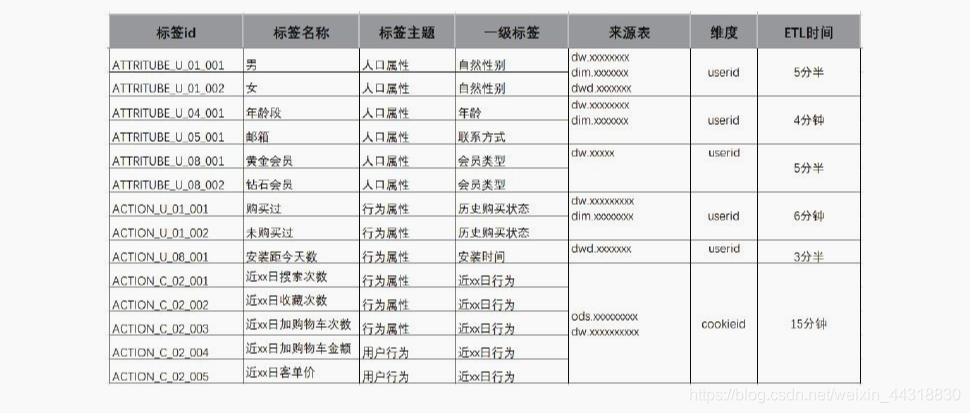 标签id 标签名称 标签主题 一级标签 来源表 维度 ETL时间
ATTRITUBE_U_01_001 男 人口属性 自然性别 dw.xxxxxxxx
dim.xxxxxxx userid 5分半
ATTRITUBE_U_01_002 女 人口属性 自然性别 dwd.xxxxxxx
ATTRITUBE_U_04_001 年龄段 人口属性 年龄 dw.xxxxxxxx
dim.xxxxxxx userid 4分钟
ATTRITUBE_U_05_001 邮箱 人口属性 联系方式
ATTRITUBE_U_08_001 黄金会员 人口属性 会员类型 dw.xxxxx userid
5分半
ATTRITUBE_U_08_002 钻石会员 人口属性 会员类型
ACTION_U_01_001 购买过 行为属性 历史购买状态 dw.xxxxxxxxx
dim.xxxxxxxx userid 6分钟
ACTION_U_01_002 未购买过 行为属性 历史购买状态
ACTION_U_08_001 安装距今天数 行为属性 安装时间 dwd.xxxxxxx userid 3分半
ACTION_C_02_001 近xx日搜索次数 行为属性 近xx日行为
ACTION_C_02_002 近xx日收藏次数 行为属性 近xx日行为
ods.xxxxxxxxx
ACTION_C_02_003 近xx日加购物车次数 行为属性 近xx日行为 dw.xxxxxxxxxx cookieid 15分钟
ACTION_C_02_004 近xx日加购物车金额 用户行为 近xx日行为
ACTION_C_02_005 近xx日客单价 用户行为 近xx日行为
https://blog.csdn.net/weixin_44318830